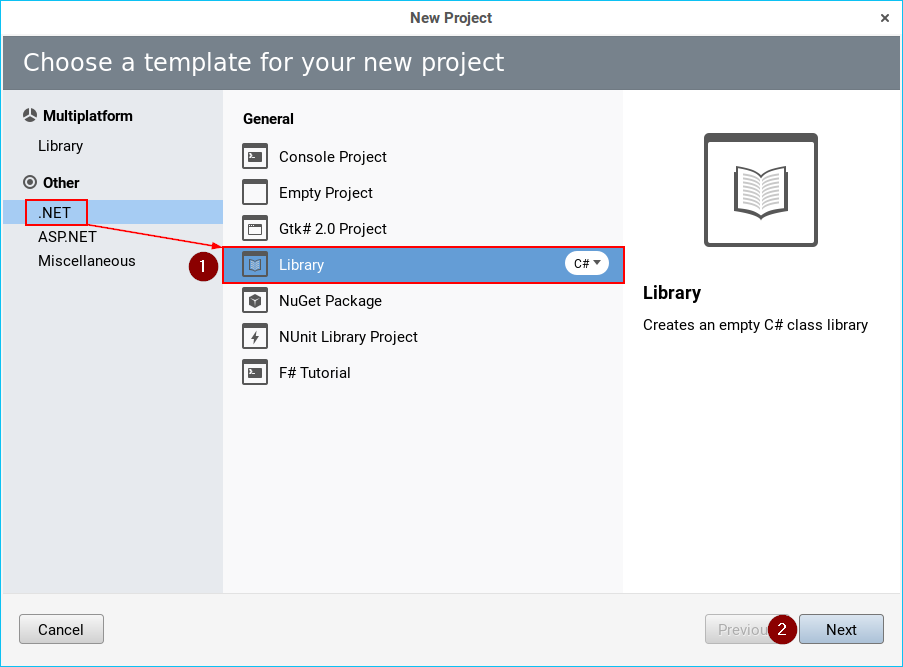 New Project
×
Choose a template for your new project
Multiplatform
Library
Other
.NET
ASP.NET
Miscellaneous
General
Console Project
Empty Project
Gtk# 2.0 Project
1
Library
C#
NuGet Package
NUnit Library Project
F# Tutorial
Library
Creates an empty C# class library
Cancel
Previou
2
Next